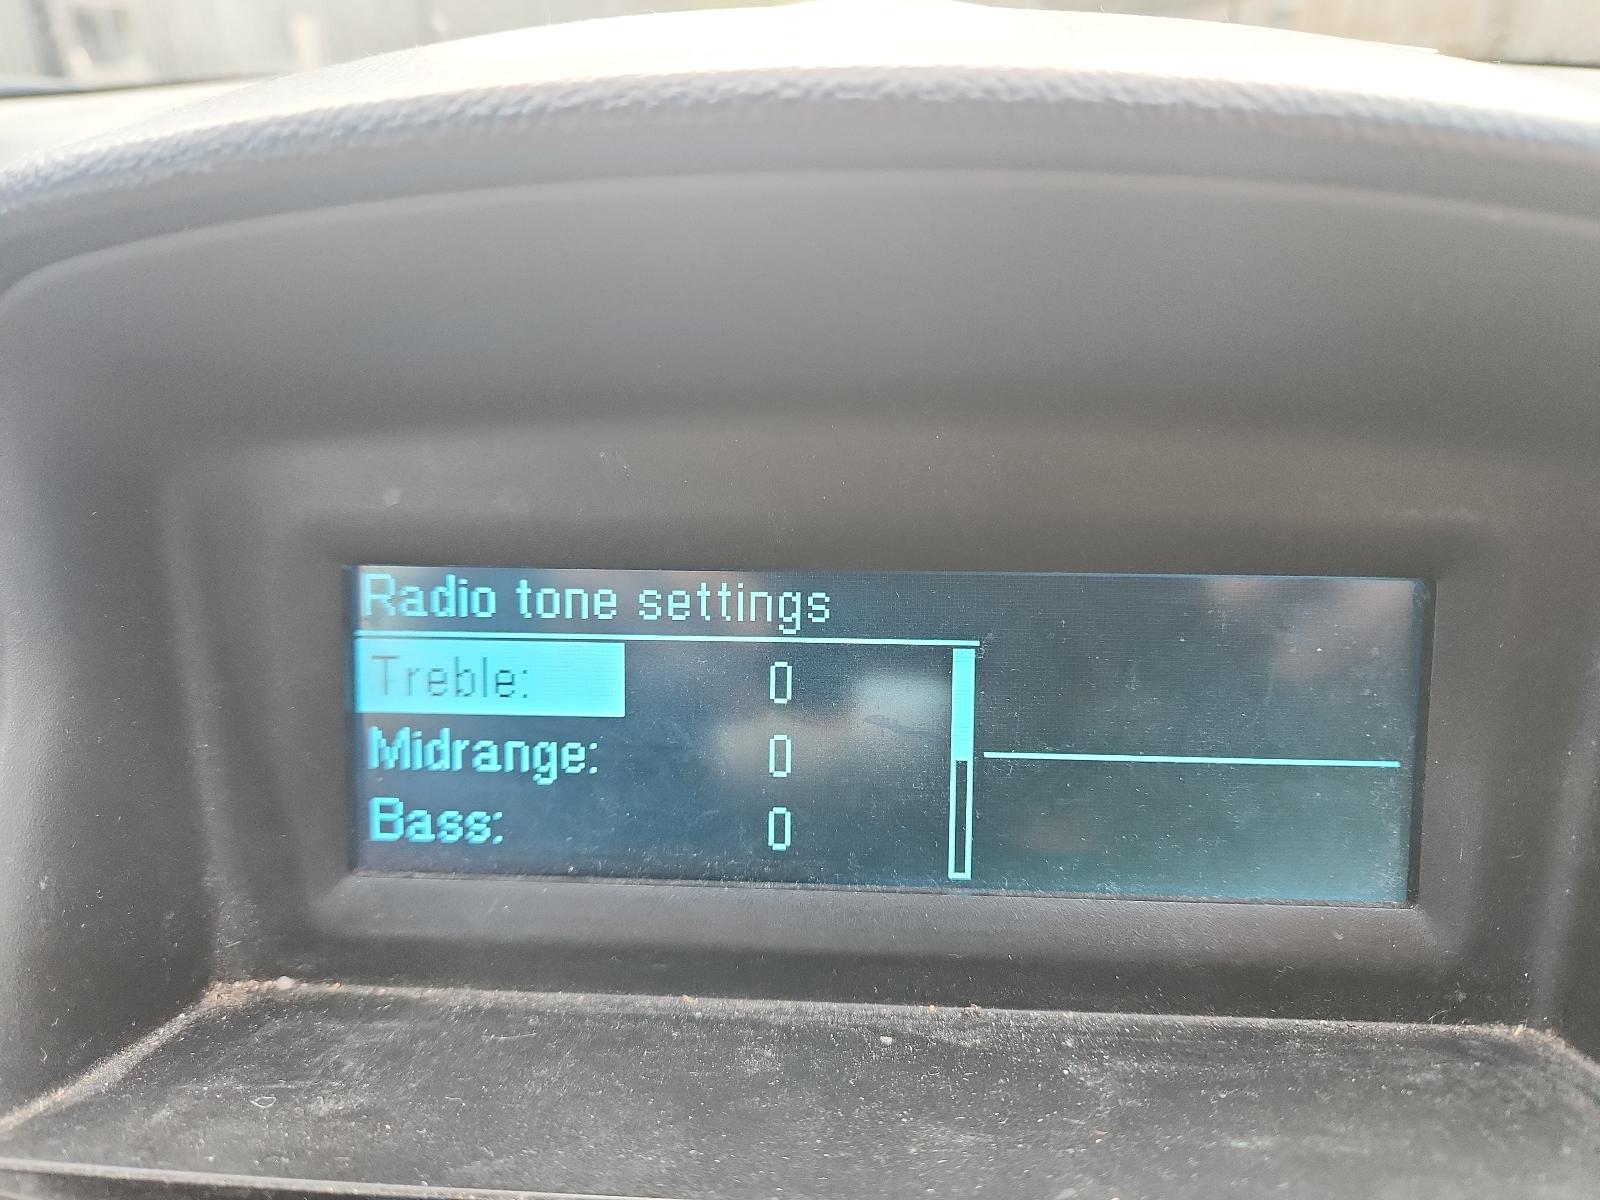 Radio tone settings
Treble: 0
Midrange: 0
Bass: 0